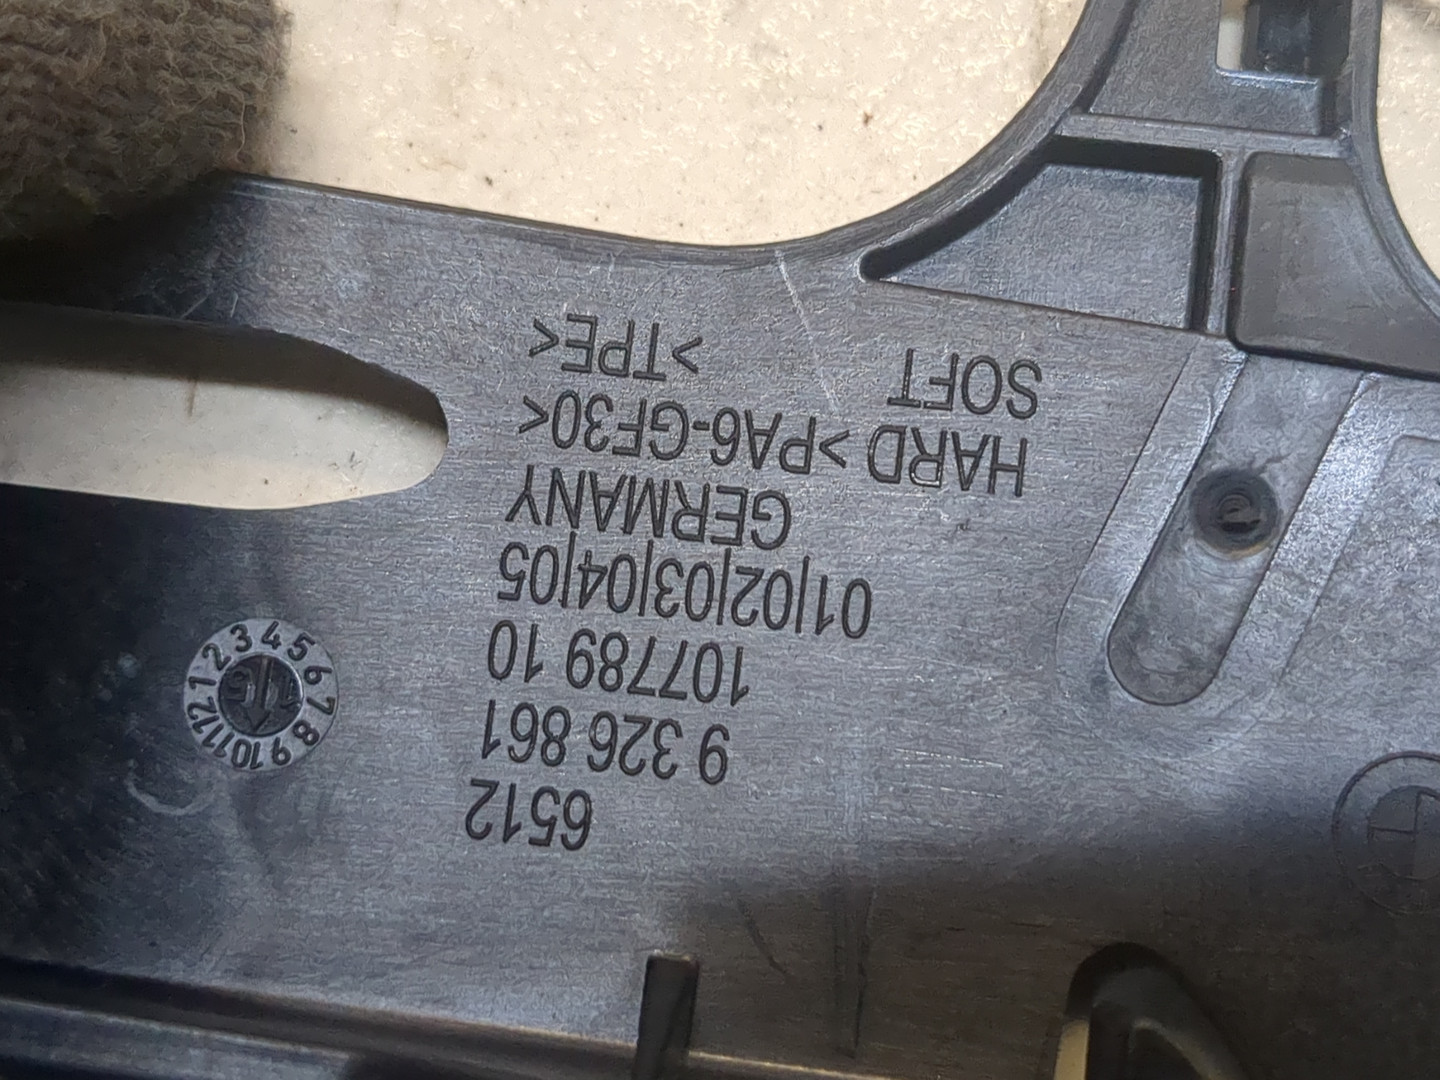 6512
9 326 861
107789 10
01|02|03|04|05
GERMANY
HARD >PA6-GF30<
SOFT >TPE<
1 2 3 4 5 6 7 8 9 10 11 12